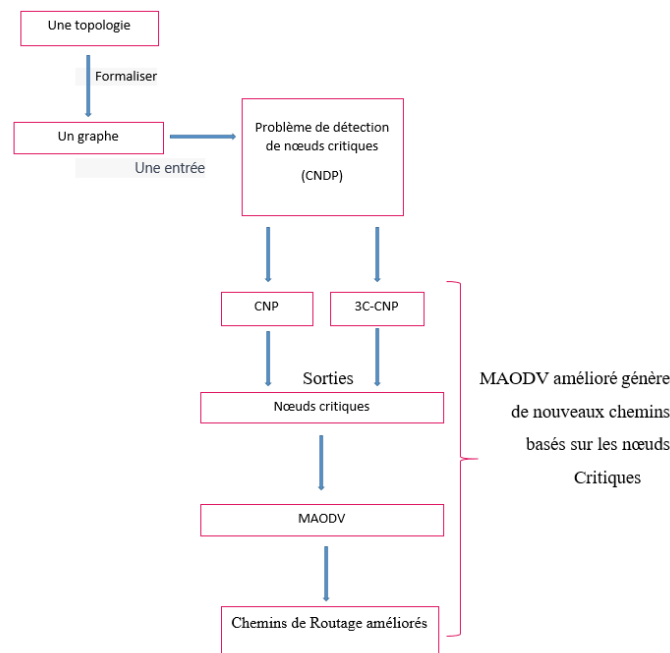 Une topologie
Formaliser
Un graphe
Une entrée
Problème de détection
de nœuds critiques
(CNDP)
CNP
3C-CNP
Sorties
Nœuds critiques
MAODV
Chemins de Routage améliorés
MAODV amélioré génère
de nouveaux chemins
basés sur les nœuds
Critiques